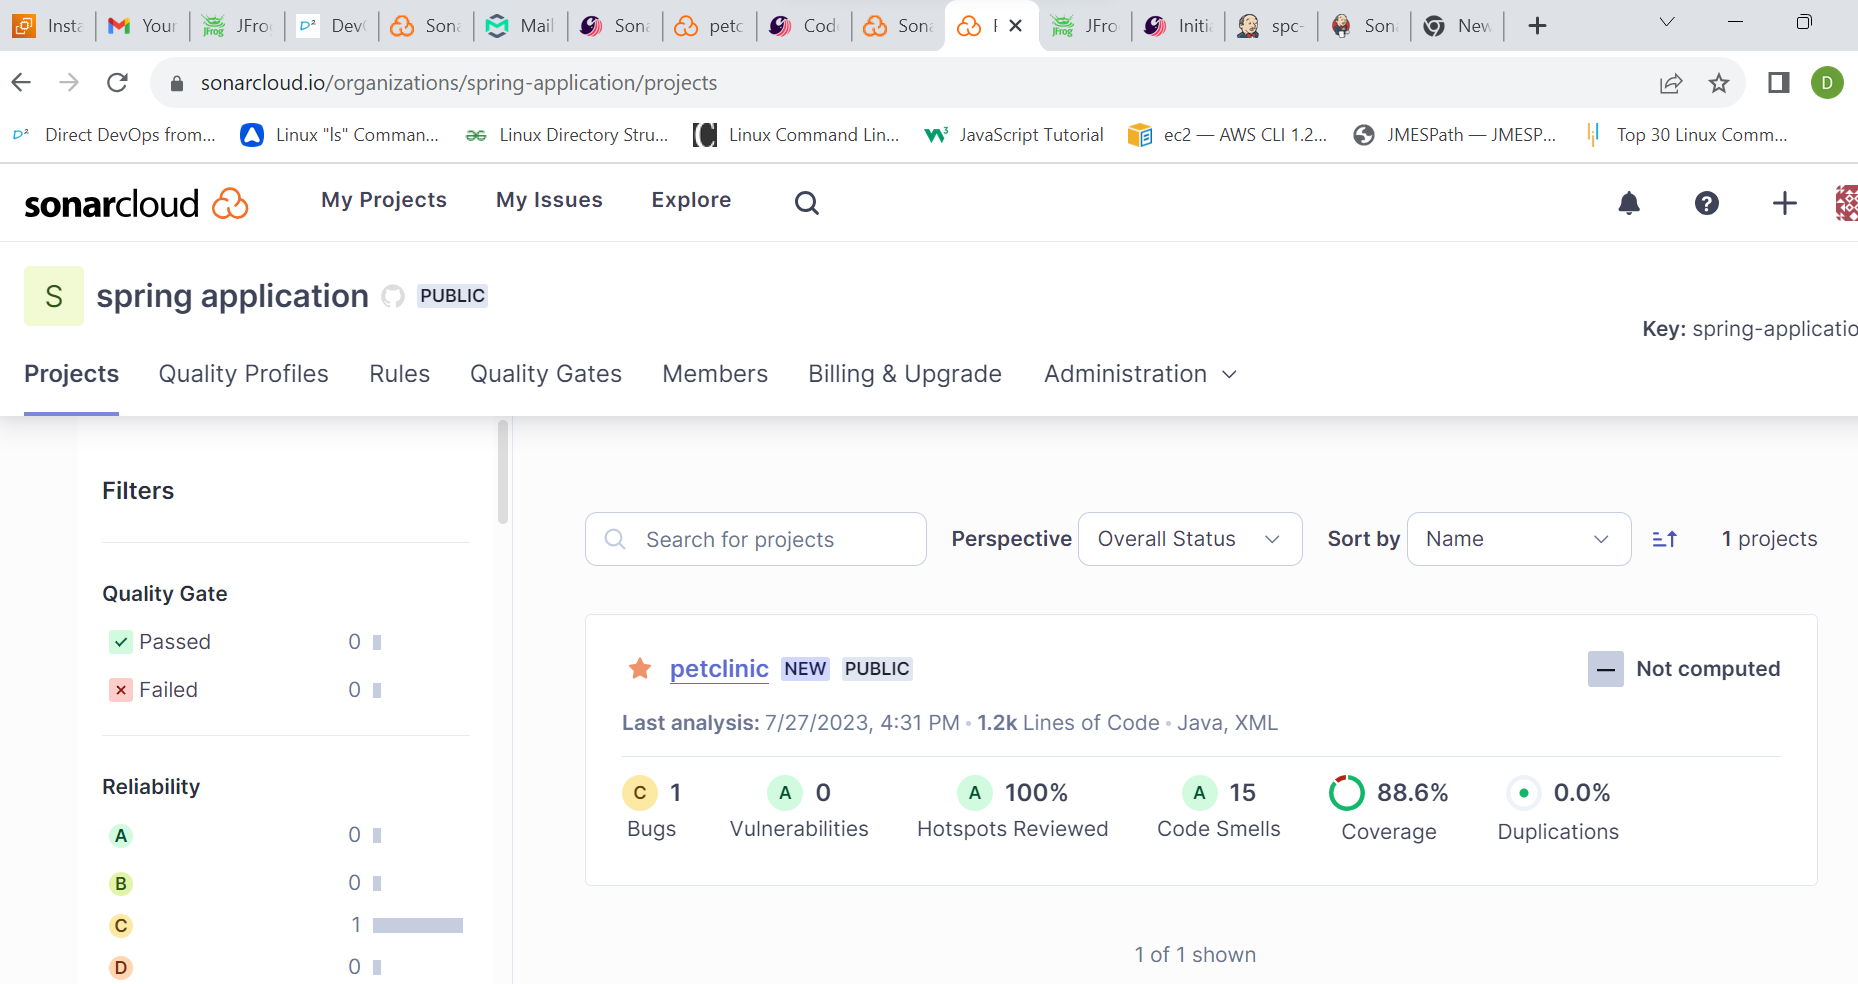 Insta Your JFro Dev Sona Mail Sona petc Code Sona JFro Initia spc- Son New
sonarcloud.io/organizations/spring-application/projects D
Direct DevOps from... Linux "ls" Comman... Linux Directory Stru... Linux Command Lin... JavaScript Tutorial ec2 — AWS CLI 1.2... JMESPath — JMESP... Top 30 Linux Comm...
sonarcloud My Projects My Issues Explore ?
S spring application PUBLIC
Key: spring-applicatio
Projects Quality Profiles Rules Quality Gates Members Billing & Upgrade Administration
Filters
Search for projects Perspective Overall Status Sort by Name 1 projects
Quality Gate
Passed 0
Failed 0
petclinic NEW PUBLIC Not computed
Last analysis: 7/27/2023, 4:31 PM • 1.2k Lines of Code • Java, XML
C 1 A 0 A 100% A 15 88.6% 0.0%
Bugs Vulnerabilities Hotspots Reviewed Code Smells Coverage Duplications
Reliability
A 0
B 0
C 1
D 0
1 of 1 shown